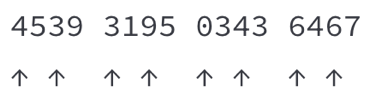 4539 3195 0343 6467
↑ ↑ ↑ ↑ ↑ ↑ ↑ ↑